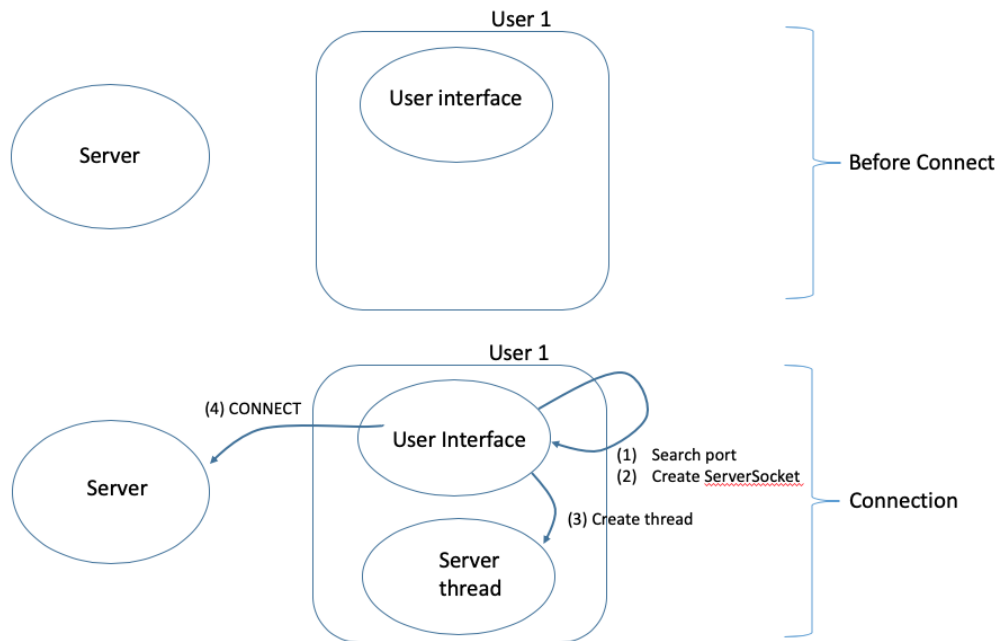 User 1
User interface
Server
Before Connect
User 1
(4) CONNECT
User Interface
(1) Search port
(2) Create ServerSocket
Server
Connection
(3) Create thread
Server
thread